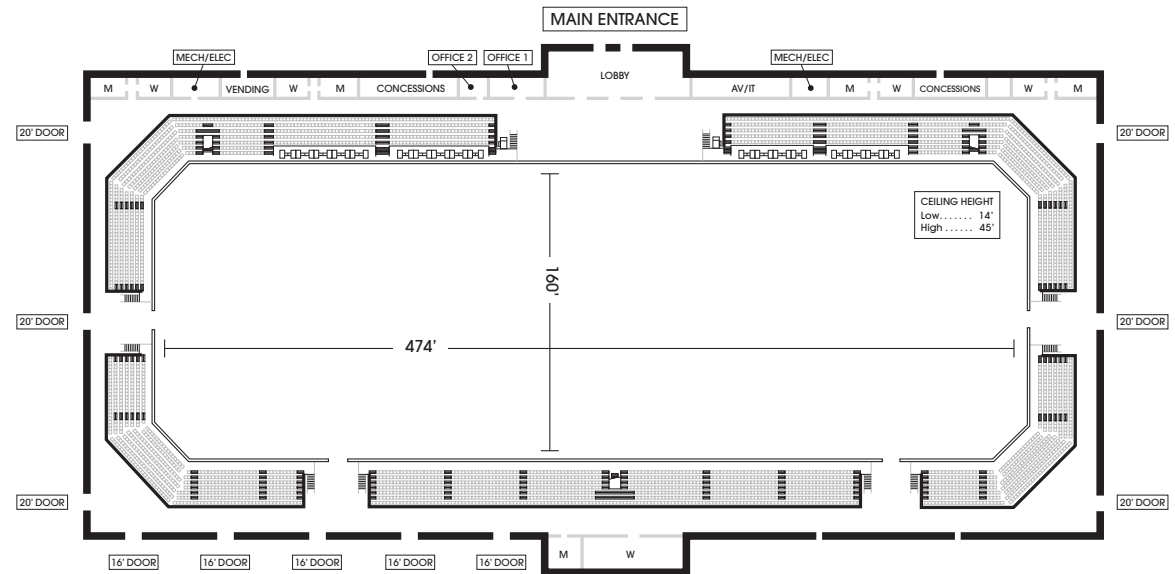 MAIN ENTRANCE
MECH/ELEC
OFFICE 2
OFFICE 1
LOBBY
MECH/ELEC
M
W
VENDING
W
M
CONCESSIONS
AV/IT
M
W
CONCESSIONS
W
M
20' DOOR
20' DOOR
CEILING HEIGHT
Low....... 14'
High ...... 45'
160'
20' DOOR
20' DOOR
474'
20' DOOR
20' DOOR
M
W
16' DOOR
16' DOOR
16' DOOR
16' DOOR
16' DOOR